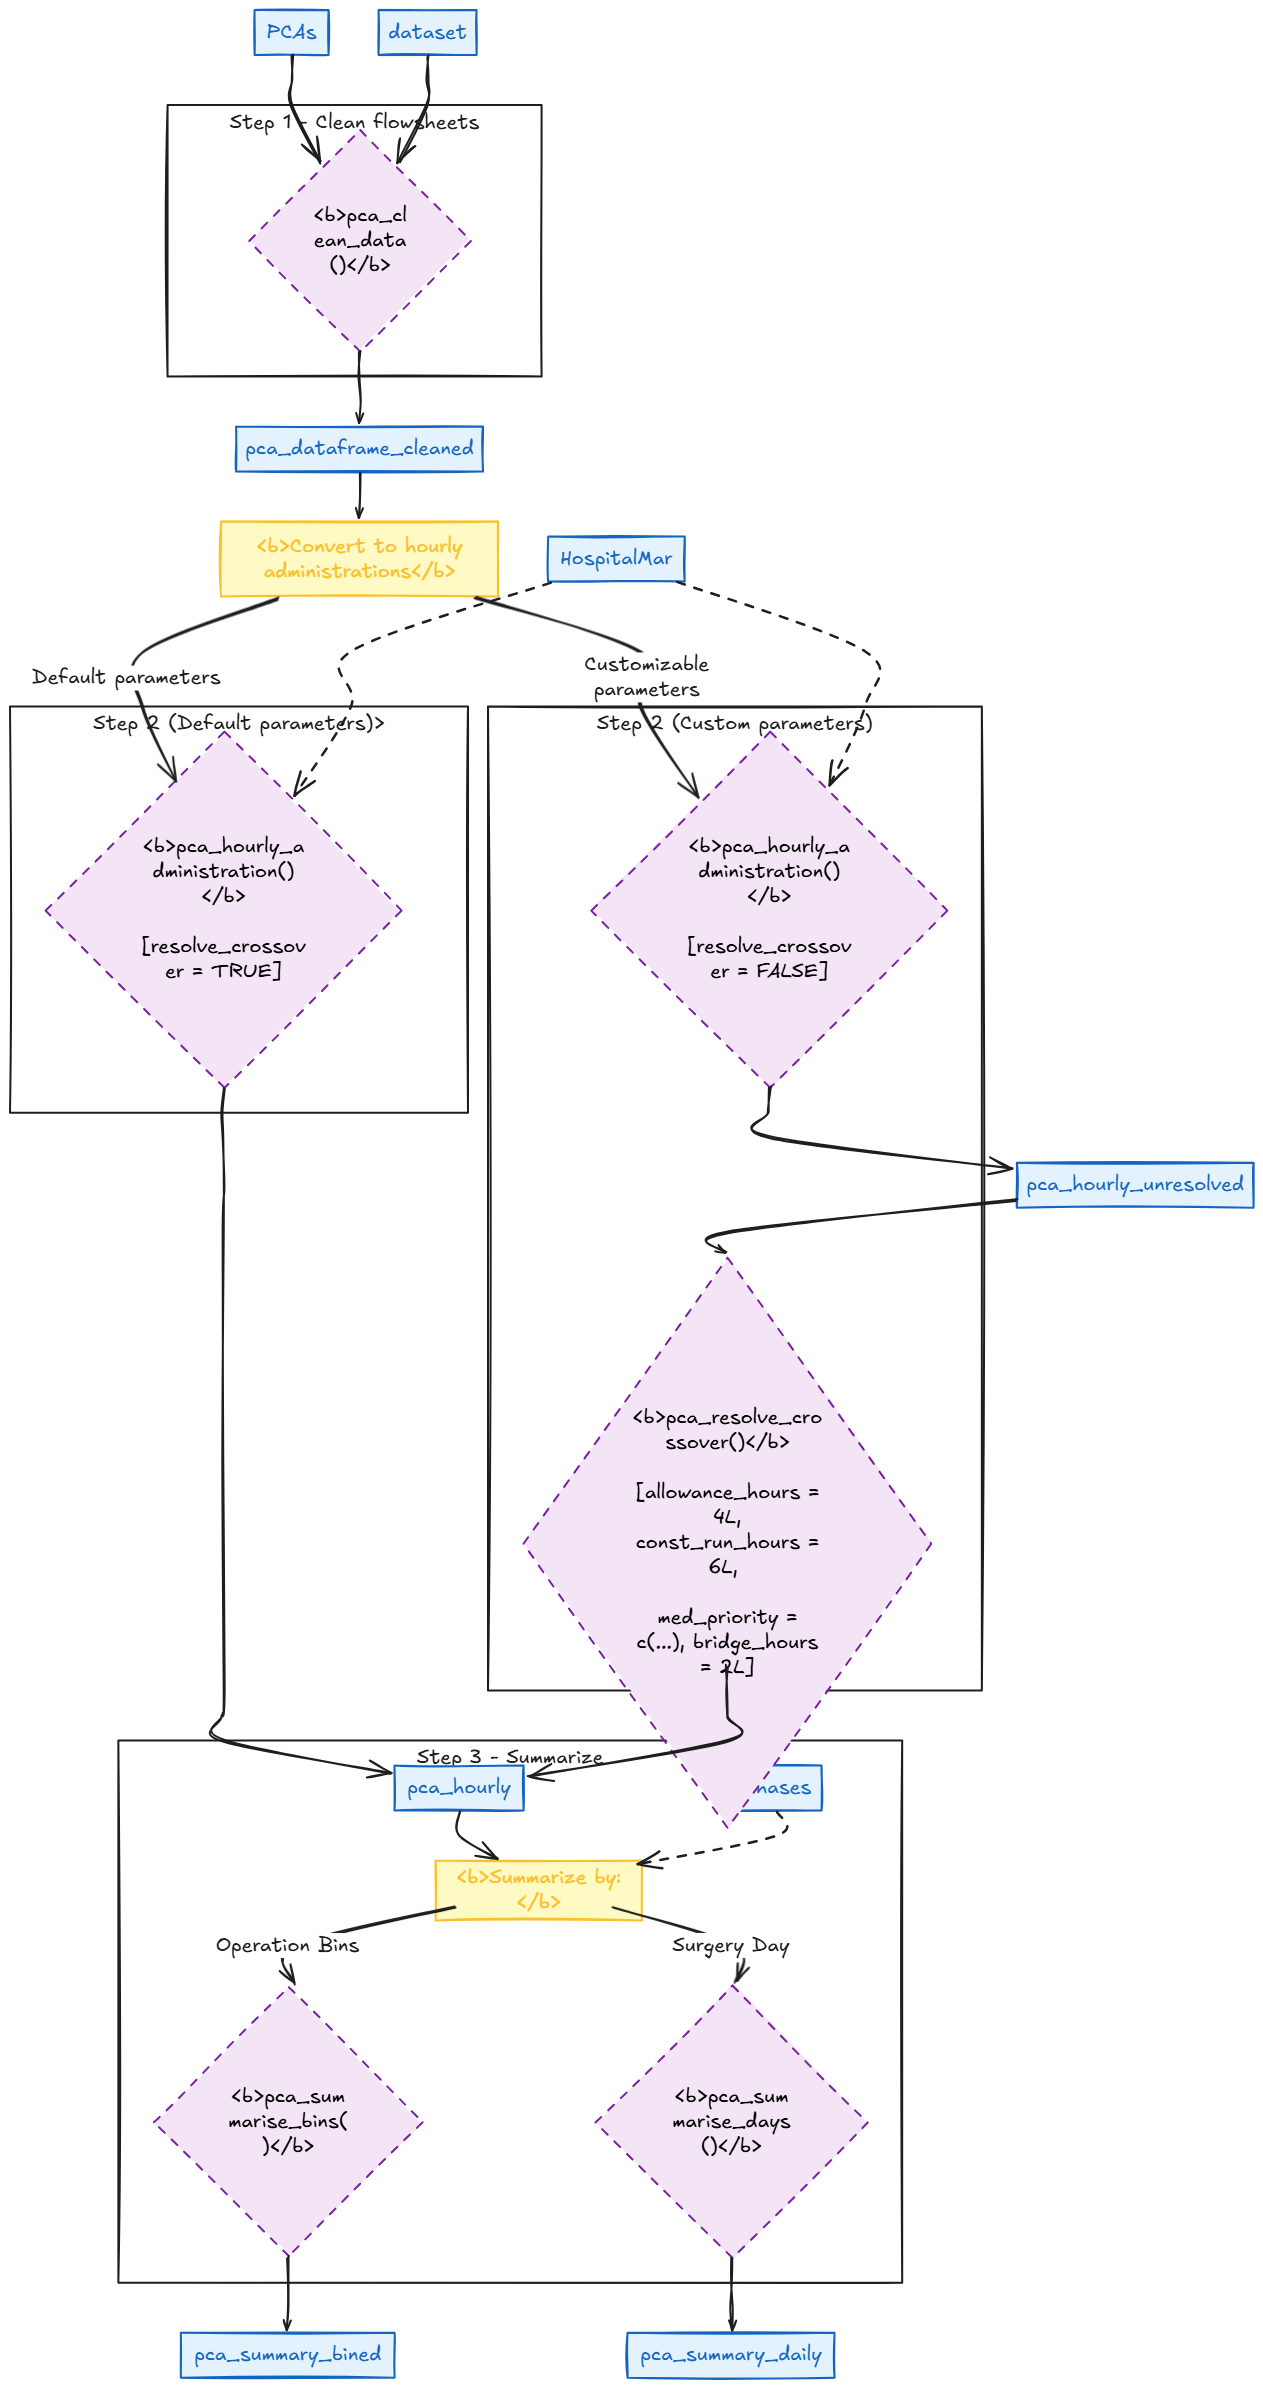 PCAs
dataset
Step 1 - Clean flowsheets
<b>pca_cl
ean_data
()</b>
pca_dataframe_cleaned
<b>Convert to hourly
administrations</b>
HospitalMar
Default parameters
Customizable
parameters
Step 2 (Default parameters)>
Step 2 (Custom parameters)
<b>pca_hourly_a
dministration()
</b>
[resolve_crossov
er = TRUE]
<b>pca_hourly_a
dministration()
</b>
[resolve_crossov
er = FALSE]
pca_hourly_unresolved
<b>pca_resolve_cro
ssover()</b>
[allowance_hours =
4L,
const_run_hours =
6L,
med_priority =
c(...), bridge_hours
= 2L]
Step 3 - Summarize
pca_hourly
<b>Summarize by:
</b>
Operation Bins
Surgery Day
<b>pca_sum
marise_bins(
)</b>
<b>pca_sum
marise_days
()</b>
pca_summary_bined
pca_summary_daily